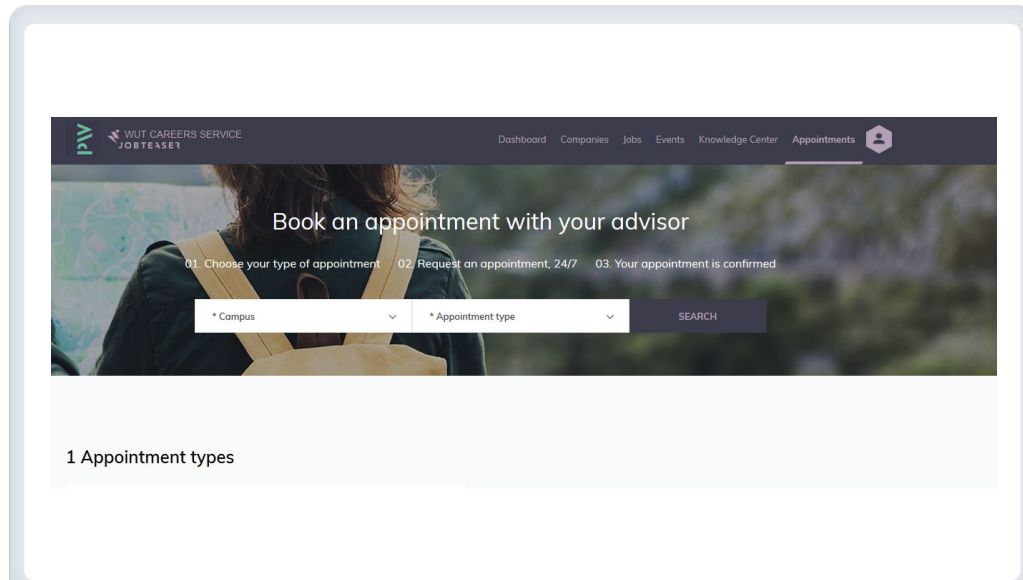 WUT CAREERS SERVICE
JOBTEASER
Dashboard Companies Jobs Events Knowledge Center Appointments
Book an appointment with your advisor
01. Choose your type of appointment 02. Request an appointment, 24/7 03. Your appointment is confirmed
* Campus * Appointment type SEARCH
1 Appointment types